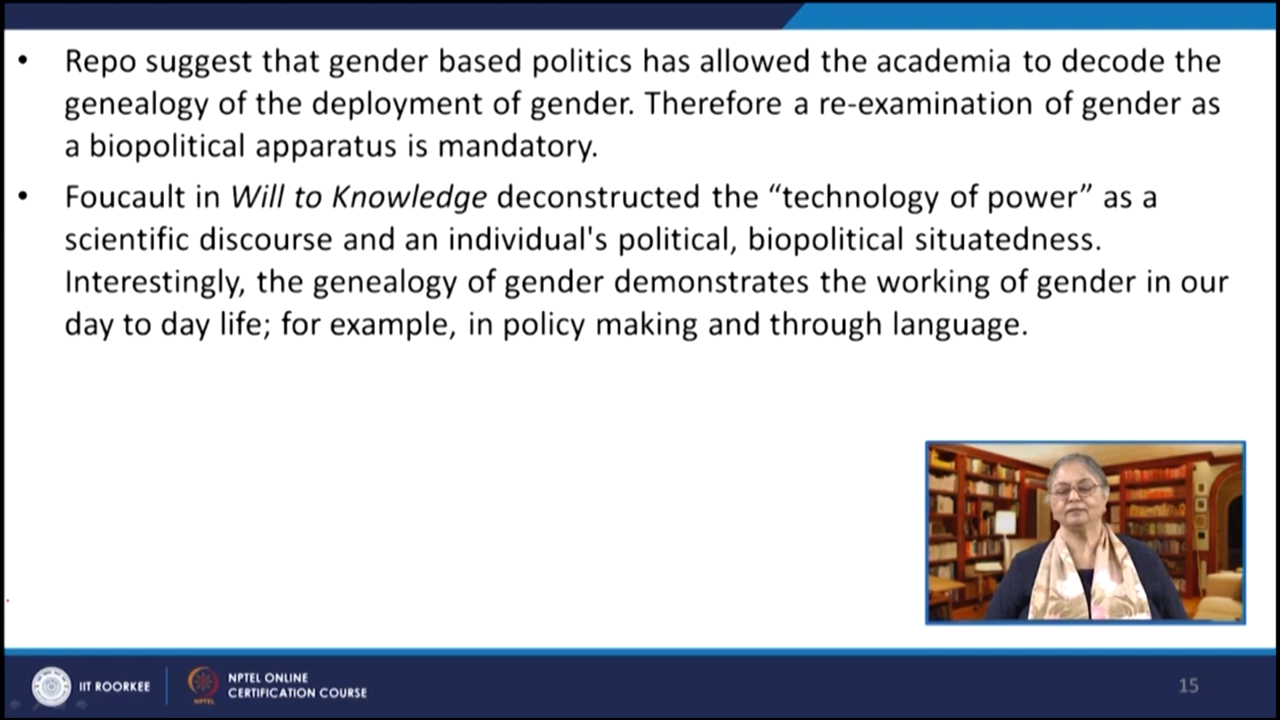 • Repo suggest that gender based politics has allowed the academia to decode the
genealogy of the deployment of gender. Therefore a re-examination of gender as
a biopolitical apparatus is mandatory.
• Foucault in Will to Knowledge deconstructed the “technology of power” as a
scientific discourse and an individual's political, biopolitical situatedness.
Interestingly, the genealogy of gender demonstrates the working of gender in our
day to day life; for example, in policy making and through language.
IIT ROORKEE
NPTEL
NPTEL ONLINE
CERTIFICATION COURSE
15